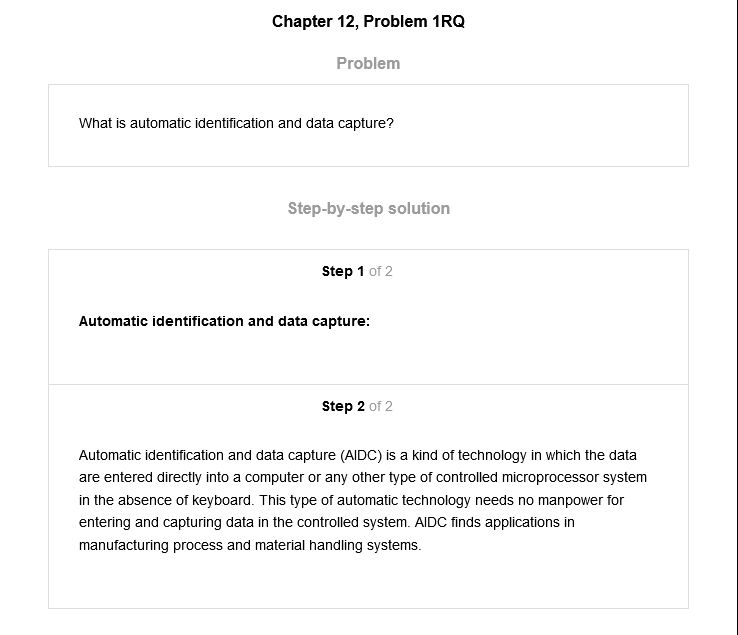 Chapter 12, Problem 1RQ
Problem
What is automatic identification and data capture?
Step-by-step solution
Step 1 of 2
Automatic identification and data capture:
Step 2 of 2
Automatic identification and data capture (AIDC) is a kind of technology in which the data
are entered directly into a computer or any other type of controlled microprocessor system
in the absence of keyboard. This type of automatic technology needs no manpower for
entering and capturing data in the controlled system. AIDC finds applications in
manufacturing process and material handling systems.